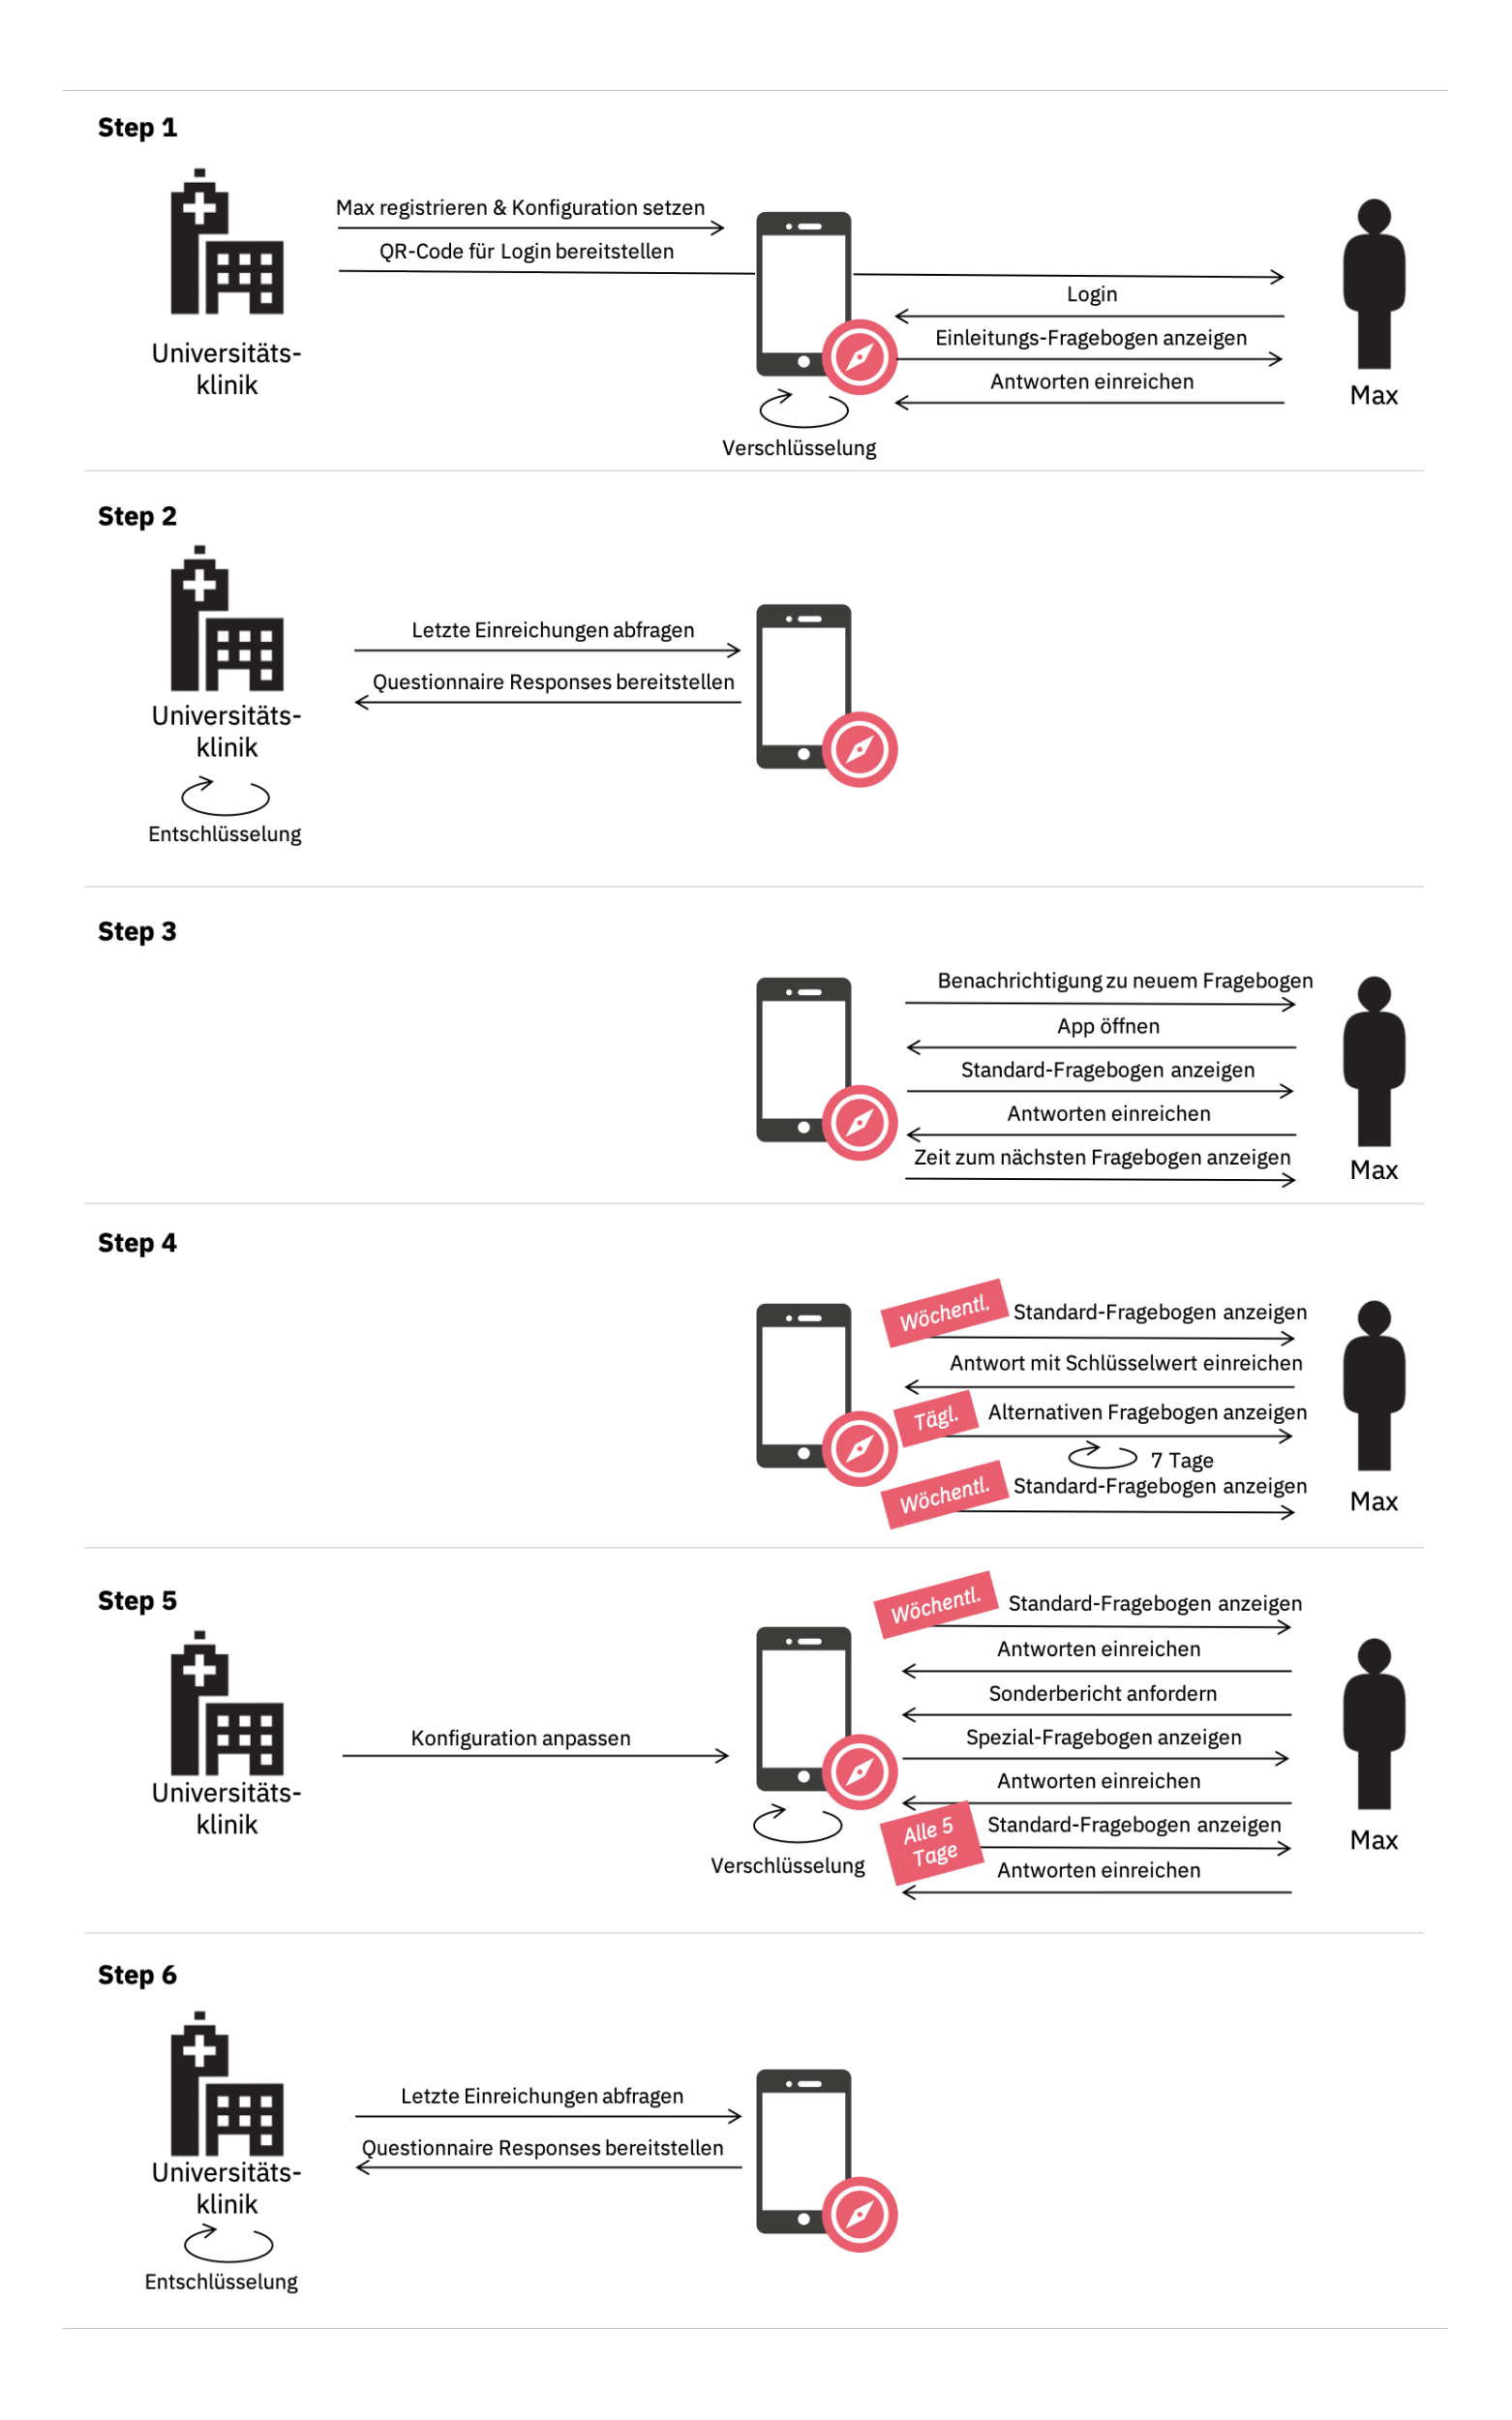 Step 1
Max registrieren & Konfiguration setzen
QR-Code für Login bereitstellen
Login
Einleitungs-Fragebogen anzeigen
Antworten einreichen
Universitäts-
klinik
Max
Verschlüsselung
Step 2
Letzte Einreichungen abfragen
Questionnaire Responses bereitstellen
Universitäts-
klinik
Entschlüsselung
Step 3
Benachrichtigung zu neuem Fragebogen
App öffnen
Standard-Fragebogen anzeigen
Antworten einreichen
Zeit zum nächsten Fragebogen anzeigen
Max
Step 4
Wöchentl.
Standard-Fragebogen anzeigen
Antwort mit Schlüsselwert einreichen
Tägl.
Alternativen Fragebogen anzeigen
7 Tage
Wöchentl.
Standard-Fragebogen anzeigen
Max
Step 5
Wöchentl.
Standard-Fragebogen anzeigen
Antworten einreichen
Sonderbericht anfordern
Konfiguration anpassen
Spezial-Fragebogen anzeigen
Antworten einreichen
Universitäts-
klinik
Alle 5
Tage
Standard-Fragebogen anzeigen
Max
Verschlüsselung
Antworten einreichen
Step 6
Letzte Einreichungen abfragen
Questionnaire Responses bereitstellen
Universitäts-
klinik
Entschlüsselung